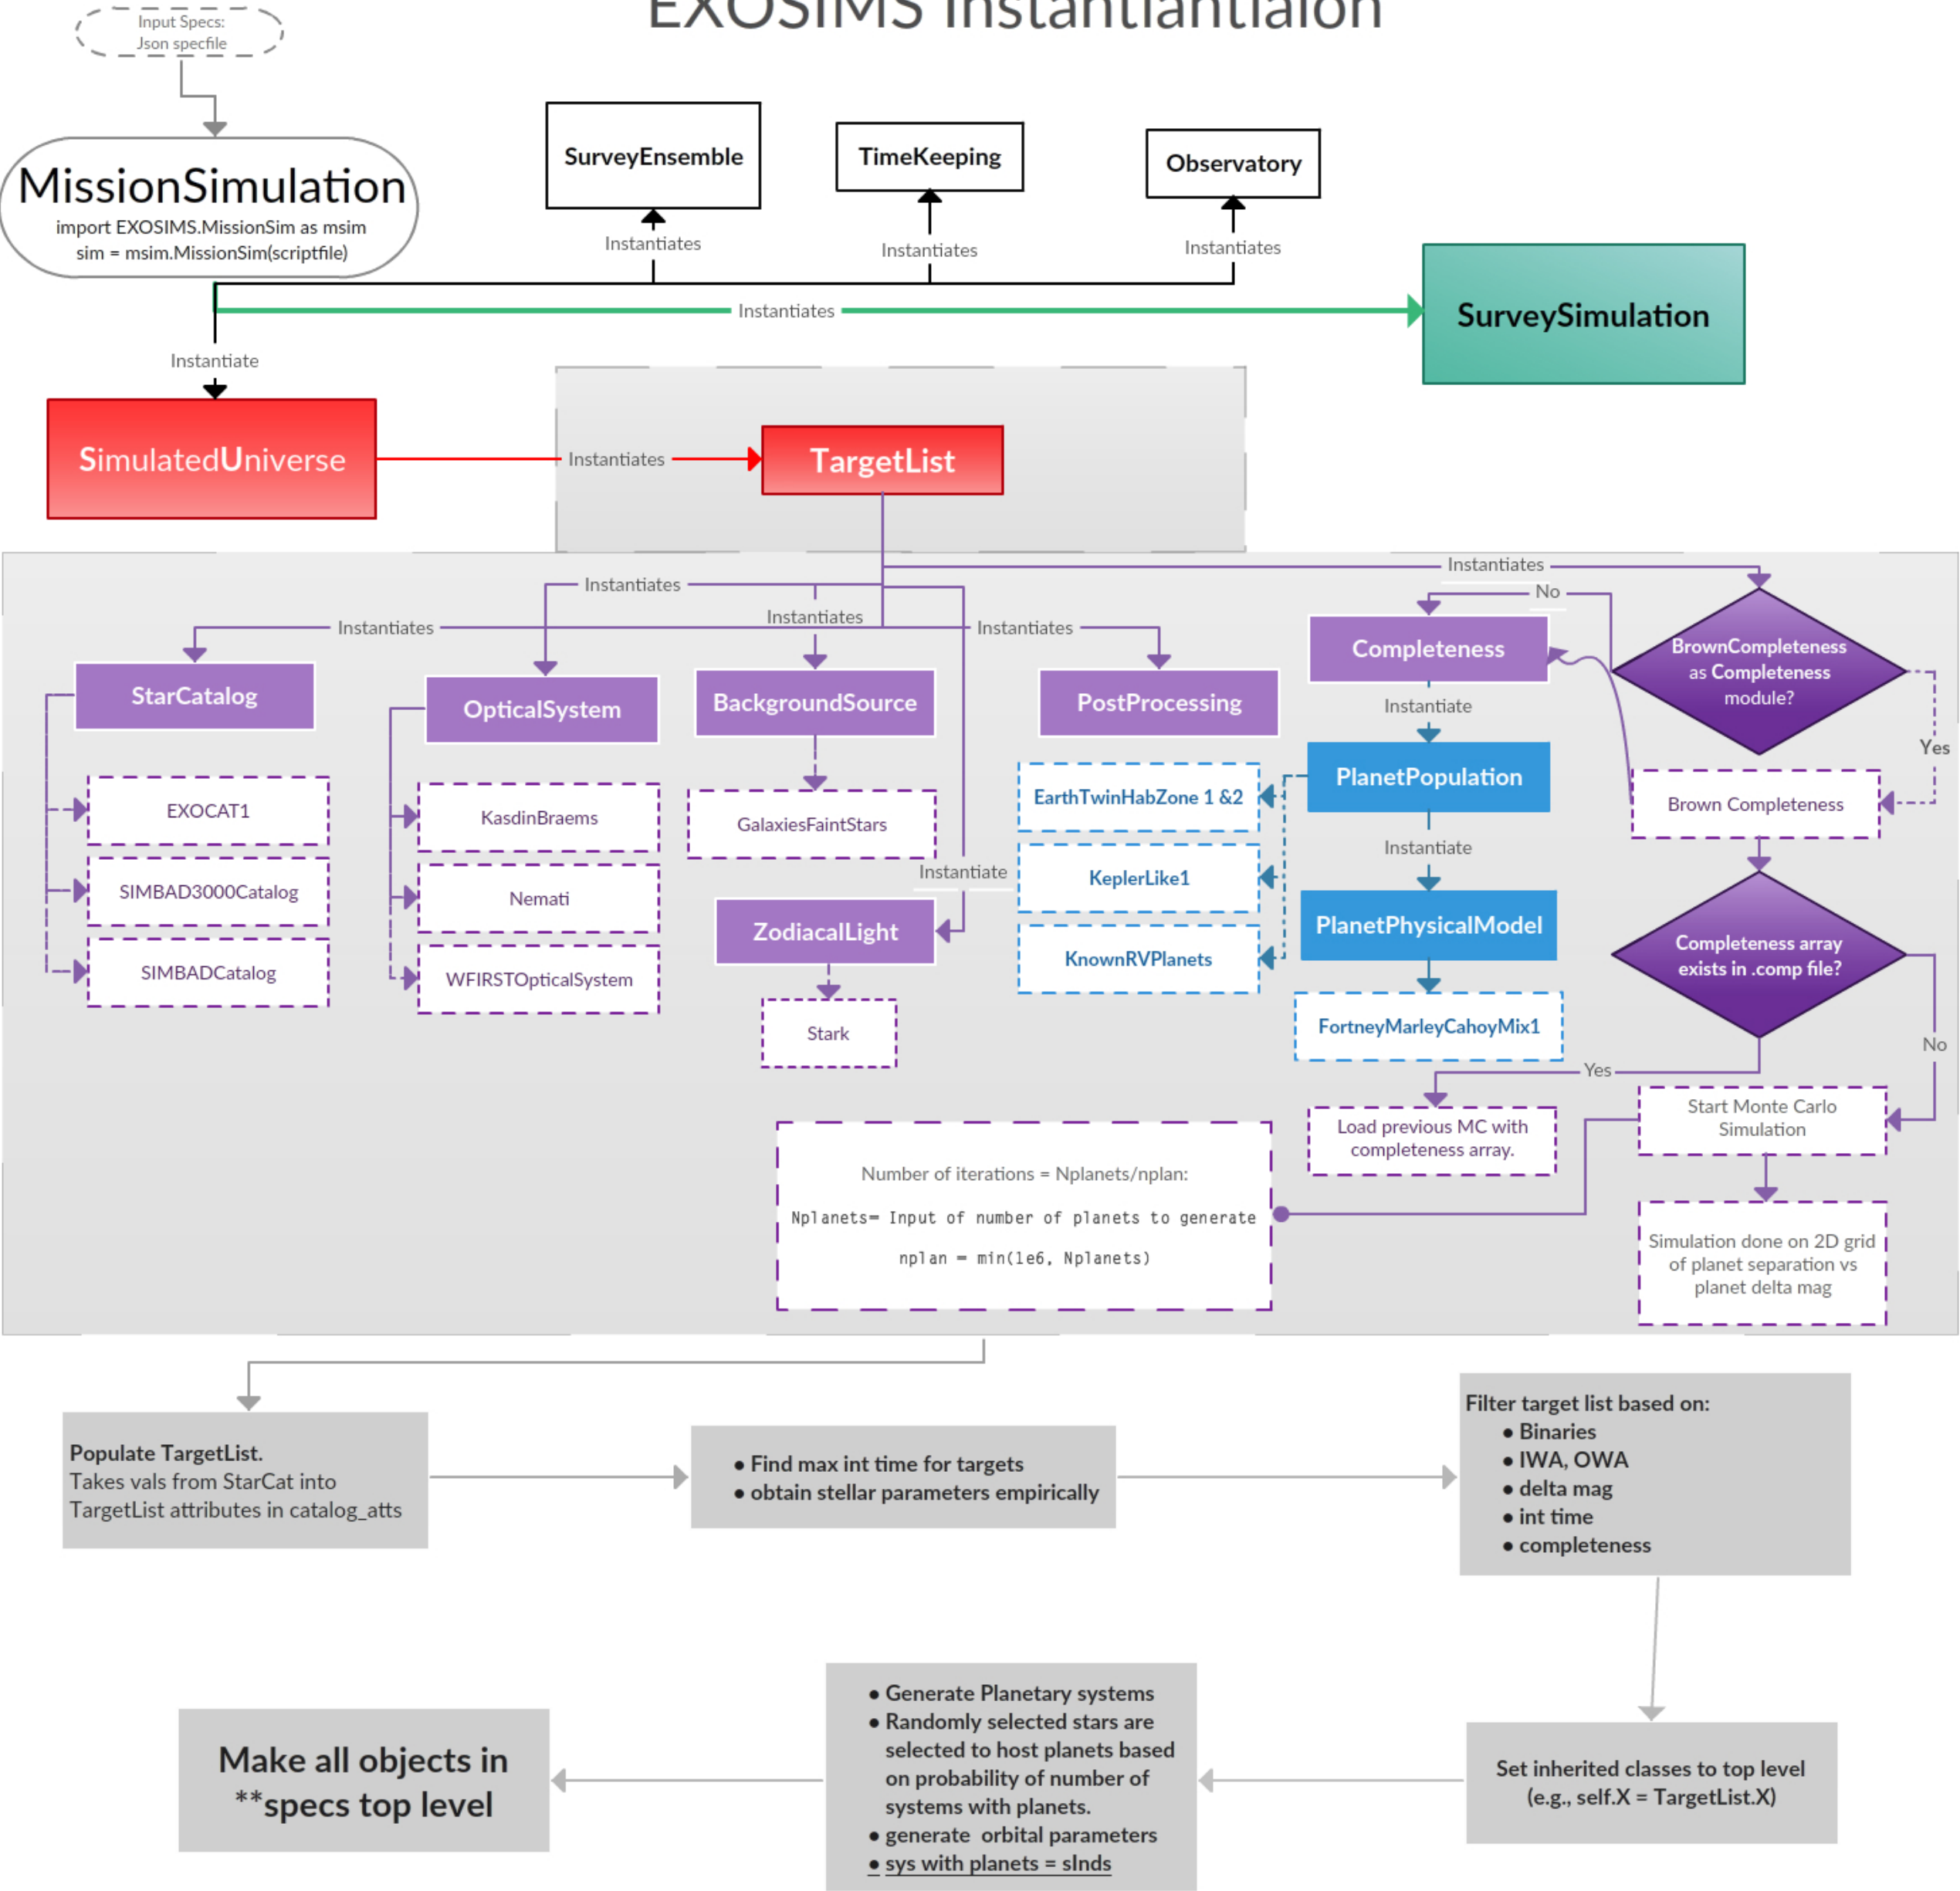 EXOSIMS Instantiantiaion
Input Specs:
Json specfile
MissionSimulation
import EXOSIMS.MissionSim as msim
sim = msim.MissionSim(scriptfile)
SurveyEnsemble
TimeKeeping
Observatory
Instantiates
Instantiates
Instantiates
Instantiates
SurveySimulation
Instantiate
SimulatedUniverse
Instantiates
TargetList
Instantiates
Instantiates
Instantiates
Instantiates
Instantiates
No
StarCatalog
OpticalSystem
BackgroundSource
PostProcessing
Completeness
BrownCompleteness
as Completeness
module?
Instantiate
Yes
EXOCAT1
SIMBAD3000Catalog
SIMBADCatalog
KasdinBraems
Nemati
WFIRSTOpticalSystem
GalaxiesFaintStars
Instantiate
ZodiacalLight
Stark
EarthTwinHabZone 1 &2
KeplerLike1
KnownRVPlanets
PlanetPopulation
Instantiate
PlanetPhysicalModel
FortneyMarleyCahoyMix1
Brown Completeness
Completeness array
exists in .comp file?
No
Yes
Load previous MC with
completeness array.
Start Monte Carlo
Simulation
Number of iterations = Nplanets/nplan:
Nplanets= Input of number of planets to generate
nplan = min(1e6, Nplanets)
Simulation done on 2D grid
of planet separation vs
planet delta mag
Populate TargetList.
Takes vals from StarCat into
TargetList attributes in catalog_atts
● Find max int time for targets
● obtain stellar parameters empirically
Filter target list based on:
● Binaries
● IWA, OWA
● delta mag
● int time
● completeness
Set inherited classes to top level
(e.g., self.X = TargetList.X)
● Generate Planetary systems
● Randomly selected stars are
selected to host planets based
on probability of number of
systems with planets.
● generate orbital parameters
● sys with planets = sInds
Make all objects in
**specs top level